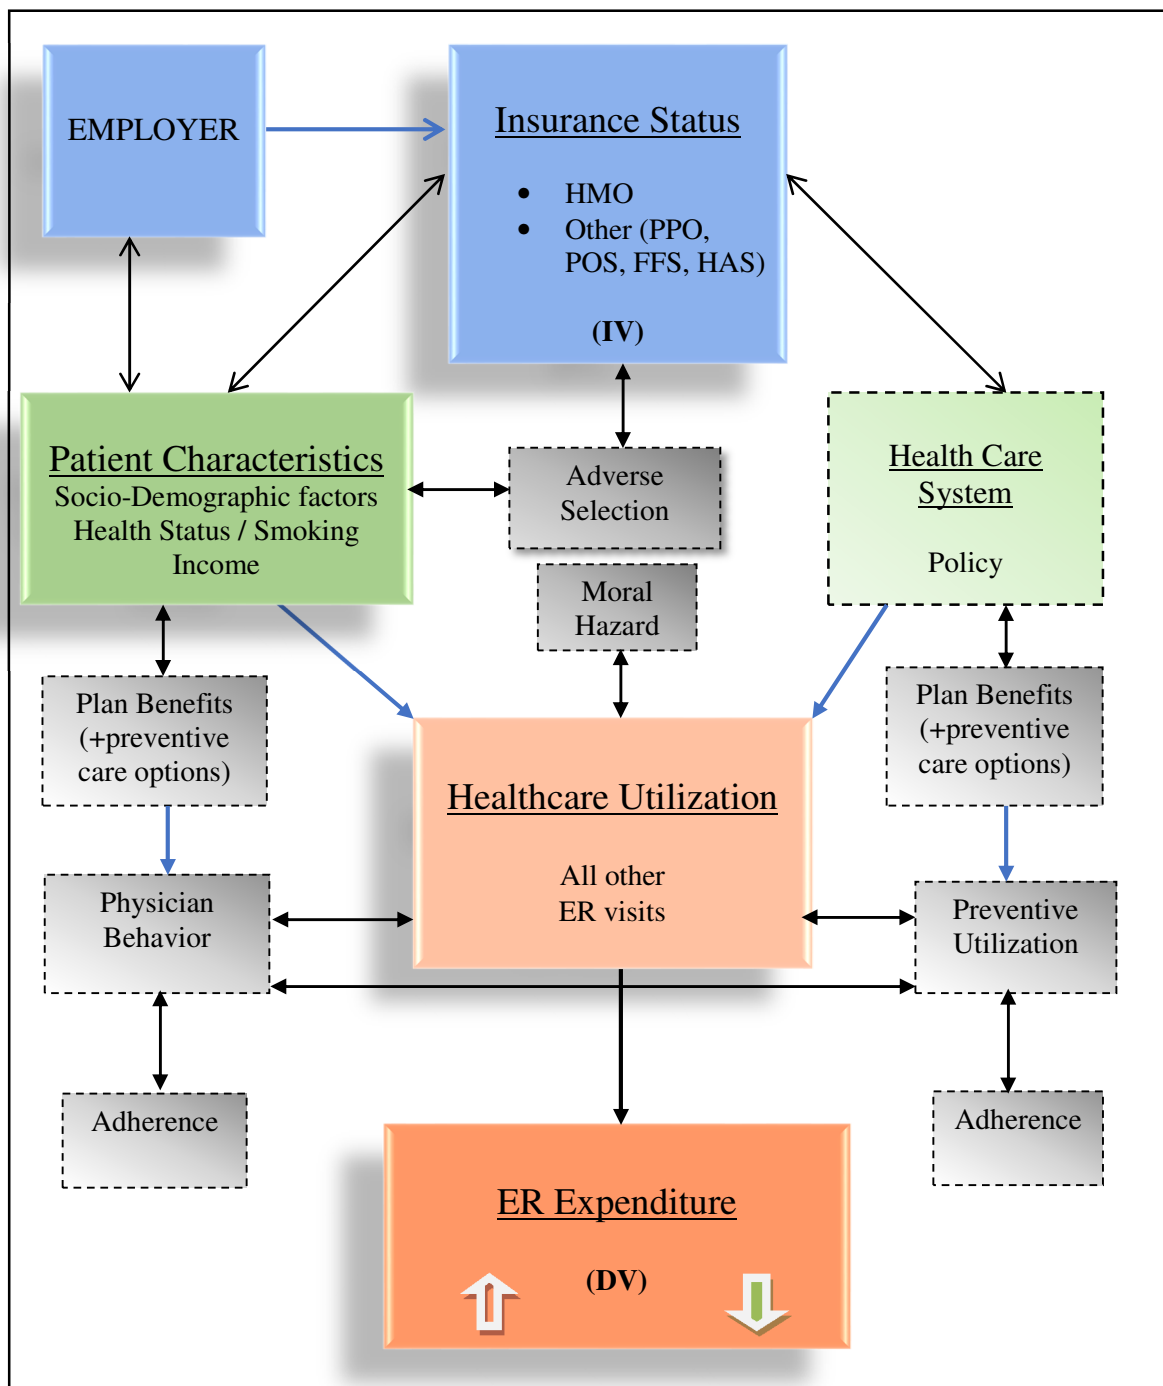 EMPLOYER
Insurance Status
• HMO
• Other (PPO,
POS, FFS, HAS)
(IV)
Patient Characteristics
Socio-Demographic factors
Health Status / Smoking
Income
Adverse
Selection
Health Care
System
Policy
Moral
Hazard
Plan Benefits
(+preventive
care options)
Plan Benefits
(+preventive
care options)
Healthcare Utilization
All other
ER visits
Physician
Behavior
Preventive
Utilization
Adherence
Adherence
ER Expenditure
(DV)